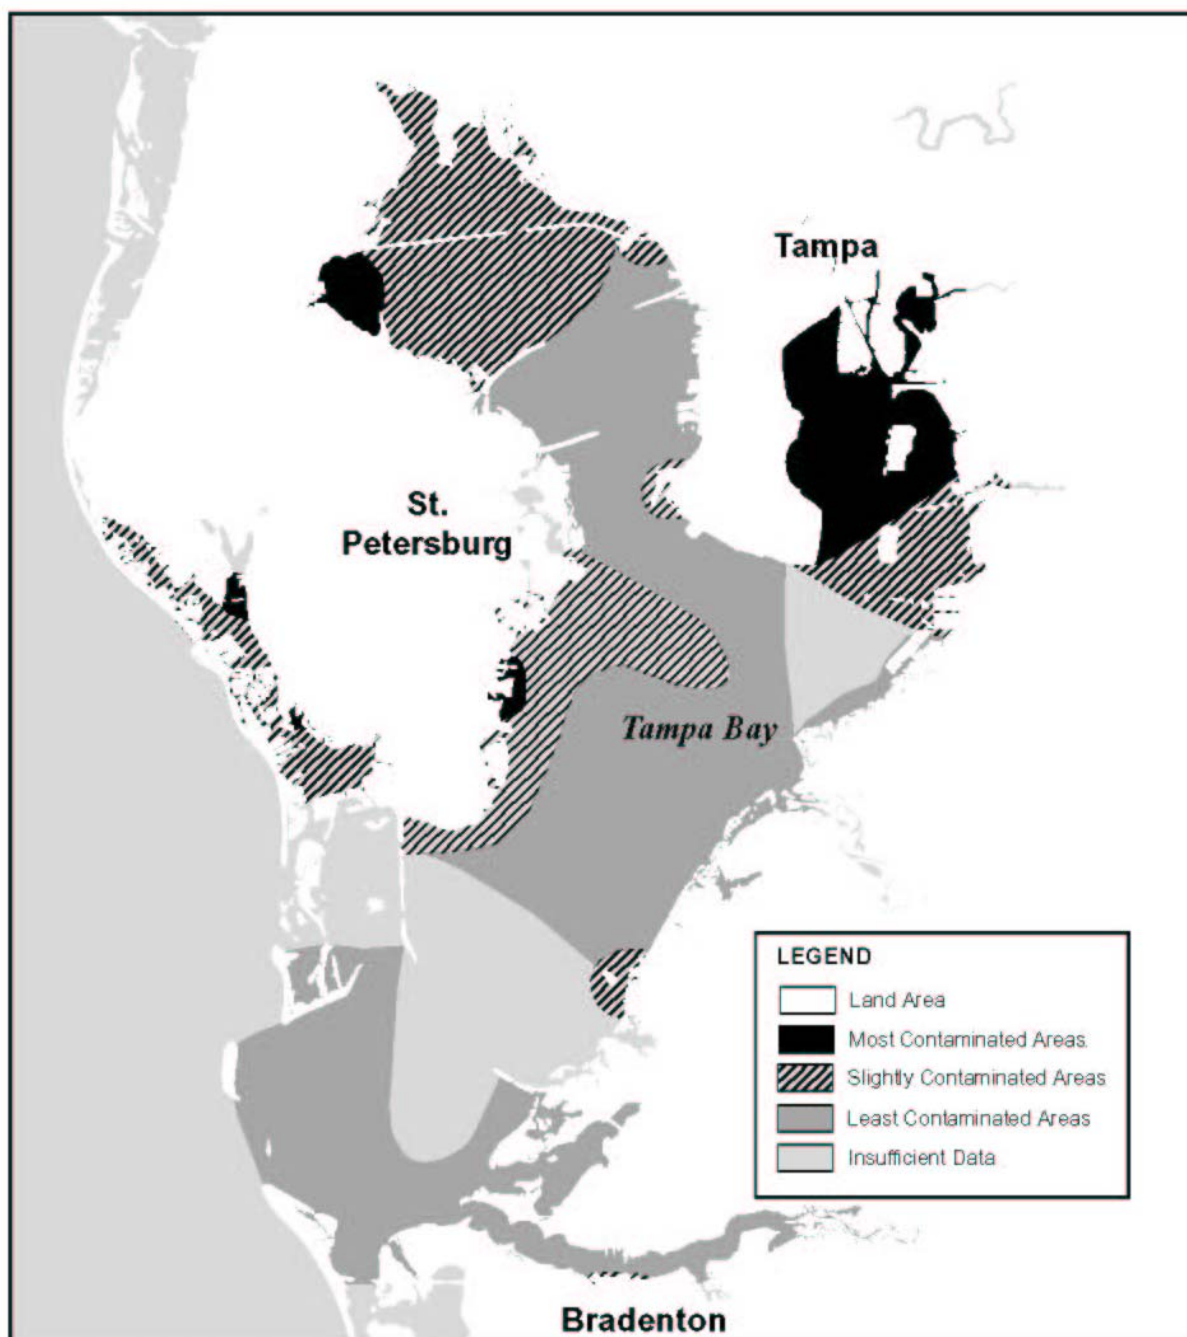 Tampa
St.
Petersburg
Tampa Bay
LEGEND
Land Area
Most Contaminated Areas
Slightly Contaminated Areas
Least Contaminated Areas
Insufficient Data
Bradenton